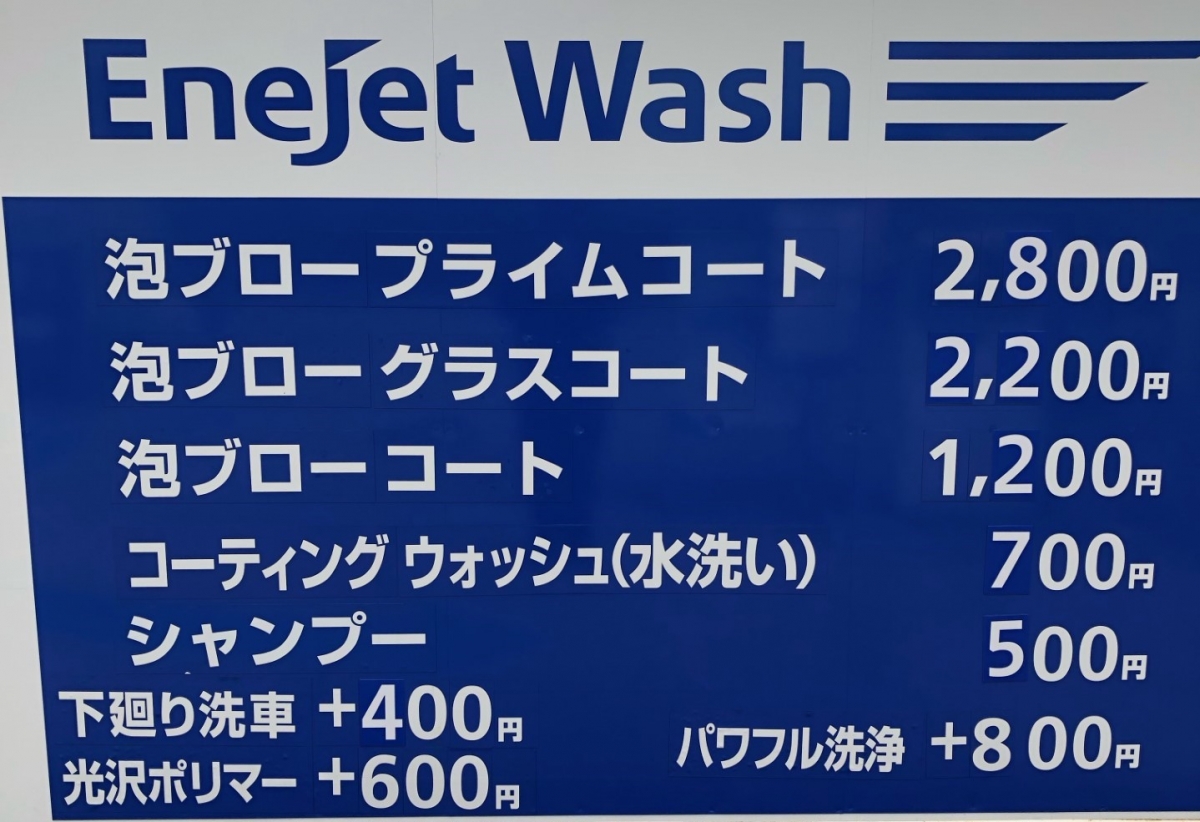 EneJet Wash
泡ブロー プライムコート 2,800円
泡ブロー グラスコート 2,200円
泡ブロー コート 1,200円
コーティング ウォッシュ(水洗い) 700円
シャンプー 500円
下廻り洗車 +400円
パワフル洗浄 +800円
光沢ポリマー +600円